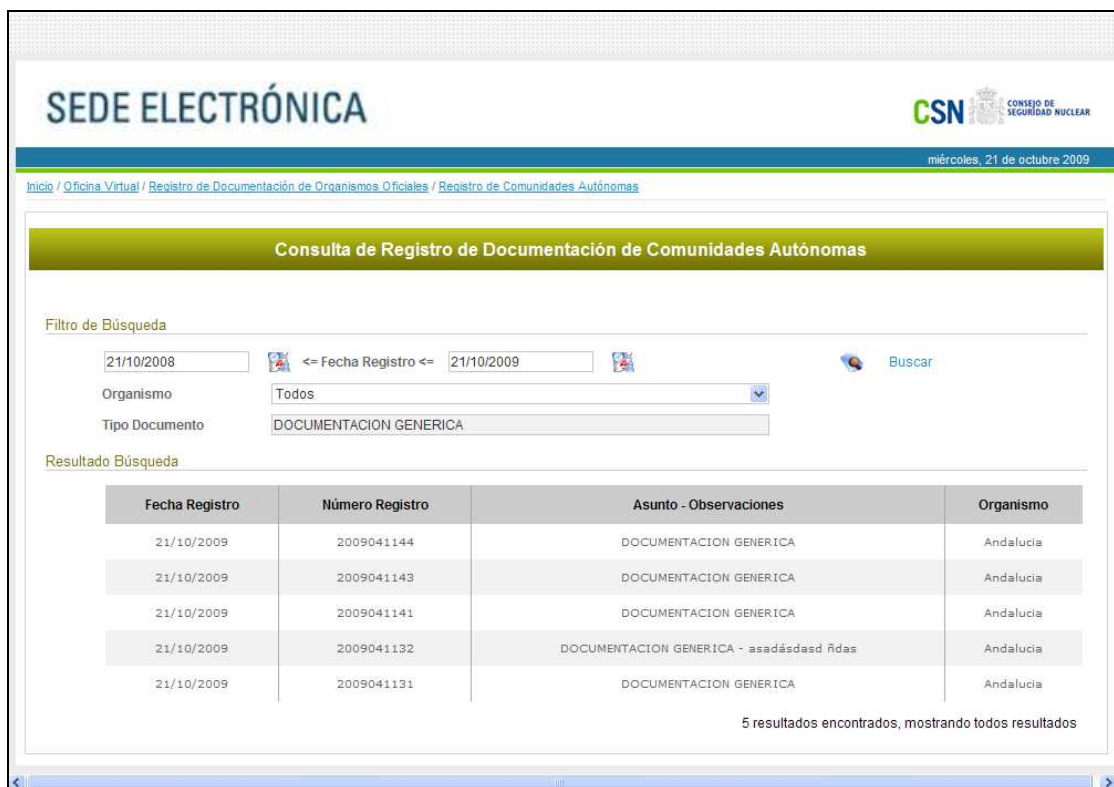 SEDE ELECTRÓNICA
CSN CONSEJO DE
SEGURIDAD NUCLEAR
miércoles, 21 de octubre 2009
Inicio / Oficina Virtual / Registro de Documentación de Organismos Oficiales / Registro de Comunidades Autónomas
Consulta de Registro de Documentación de Comunidades Autónomas
Filtro de Búsqueda
21/10/2008 <= Fecha Registro <= 21/10/2009 Buscar
Organismo Todos
Tipo Documento DOCUMENTACION GENERICA
Resultado Búsqueda
Fecha Registro Número Registro Asunto - Observaciones Organismo
21/10/2009 2009041144 DOCUMENTACION GENERICA Andalucia
21/10/2009 2009041143 DOCUMENTACION GENERICA Andalucia
21/10/2009 2009041141 DOCUMENTACION GENERICA Andalucia
21/10/2009 2009041132 DOCUMENTACION GENERICA - asadásdasd ñdas Andalucia
21/10/2009 2009041131 DOCUMENTACION GENERICA Andalucia
5 resultados encontrados, mostrando todos resultados